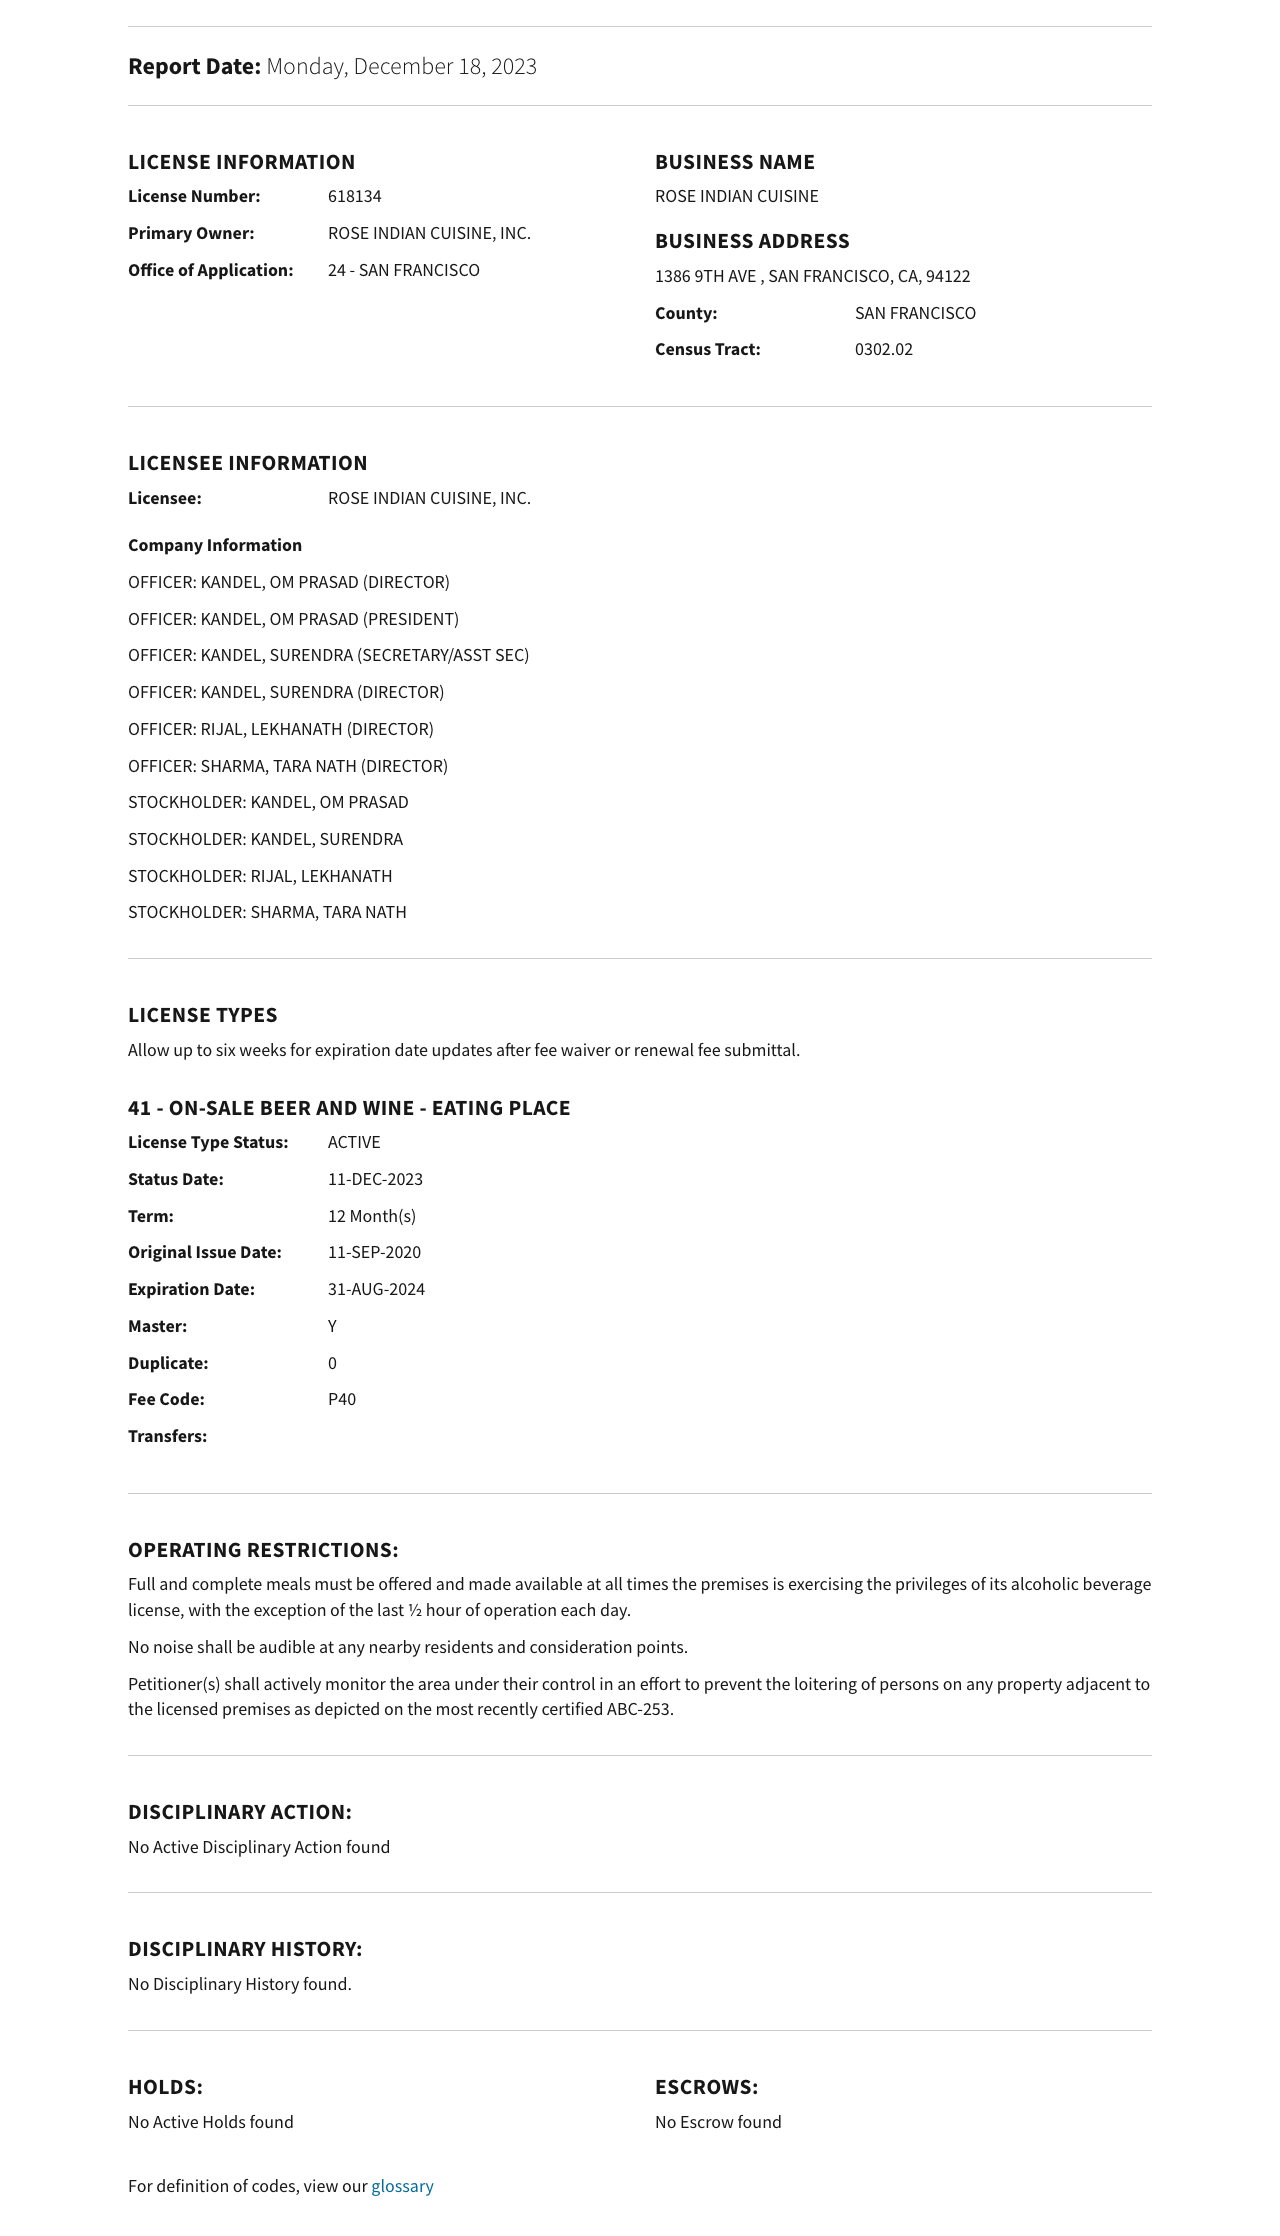 Report Date: Monday, December 18, 2023
LICENSE INFORMATION
License Number: 618134
Primary Owner: ROSE INDIAN CUISINE, INC.
Office of Application: 24 - SAN FRANCISCO
BUSINESS NAME
ROSE INDIAN CUISINE
BUSINESS ADDRESS
1386 9TH AVE , SAN FRANCISCO, CA, 94122
County: SAN FRANCISCO
Census Tract: 0302.02
LICENSEE INFORMATION
Licensee: ROSE INDIAN CUISINE, INC.
Company Information
OFFICER: KANDEL, OM PRASAD (DIRECTOR)
OFFICER: KANDEL, OM PRASAD (PRESIDENT)
OFFICER: KANDEL, SURENDRA (SECRETARY/ASST SEC)
OFFICER: KANDEL, SURENDRA (DIRECTOR)
OFFICER: RIJAL, LEKHANATH (DIRECTOR)
OFFICER: SHARMA, TARA NATH (DIRECTOR)
STOCKHOLDER: KANDEL, OM PRASAD
STOCKHOLDER: KANDEL, SURENDRA
STOCKHOLDER: RIJAL, LEKHANATH
STOCKHOLDER: SHARMA, TARA NATH
LICENSE TYPES
Allow up to six weeks for expiration date updates after fee waiver or renewal fee submittal.
41 - ON-SALE BEER AND WINE - EATING PLACE
License Type Status: ACTIVE
Status Date: 11-DEC-2023
Term: 12 Month(s)
Original Issue Date: 11-SEP-2020
Expiration Date: 31-AUG-2024
Master: Y
Duplicate: 0
Fee Code: P40
Transfers:
OPERATING RESTRICTIONS:
Full and complete meals must be offered and made available at all times the premises is exercising the privileges of its alcoholic beverage
license, with the exception of the last ½ hour of operation each day.
No noise shall be audible at any nearby residents and consideration points.
Petitioner(s) shall actively monitor the area under their control in an effort to prevent the loitering of persons on any property adjacent to
the licensed premises as depicted on the most recently certified ABC-253.
DISCIPLINARY ACTION:
No Active Disciplinary Action found
DISCIPLINARY HISTORY:
No Disciplinary History found.
HOLDS:
No Active Holds found
ESCROWS:
No Escrow found
For definition of codes, view our glossary